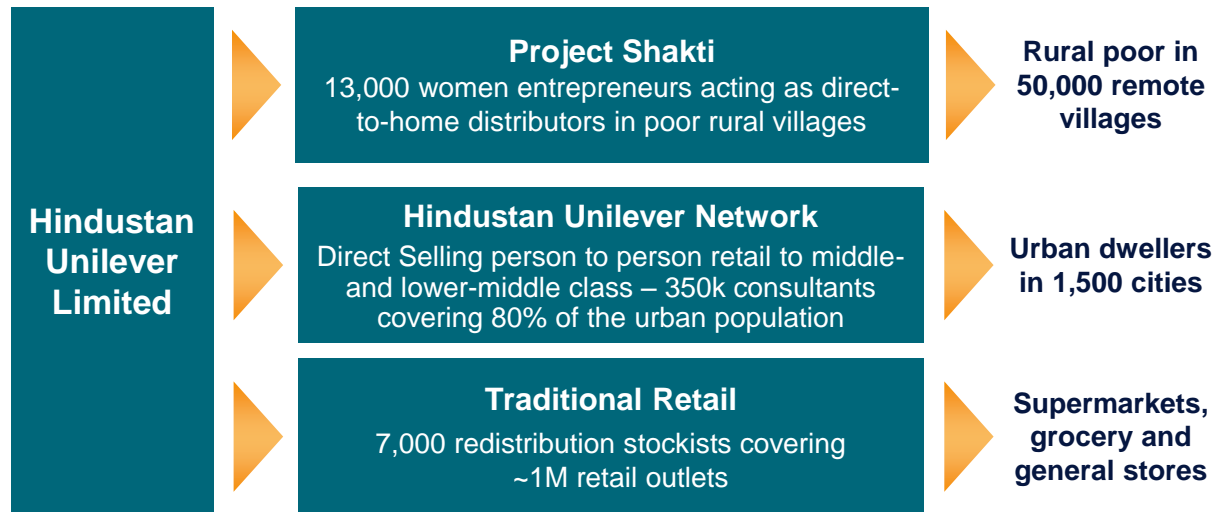 Hindustan
Unilever
Limited
Project Shakti
13,000 women entrepreneurs acting as direct-
to-home distributors in poor rural villages
Rural poor in
50,000 remote
villages
Hindustan Unilever Network
Direct Selling person to person retail to middle-
and lower-middle class – 350k consultants
covering 80% of the urban population
Urban dwellers
in 1,500 cities
Traditional Retail
7,000 redistribution stockists covering
~1M retail outlets
Supermarkets,
grocery and
general stores